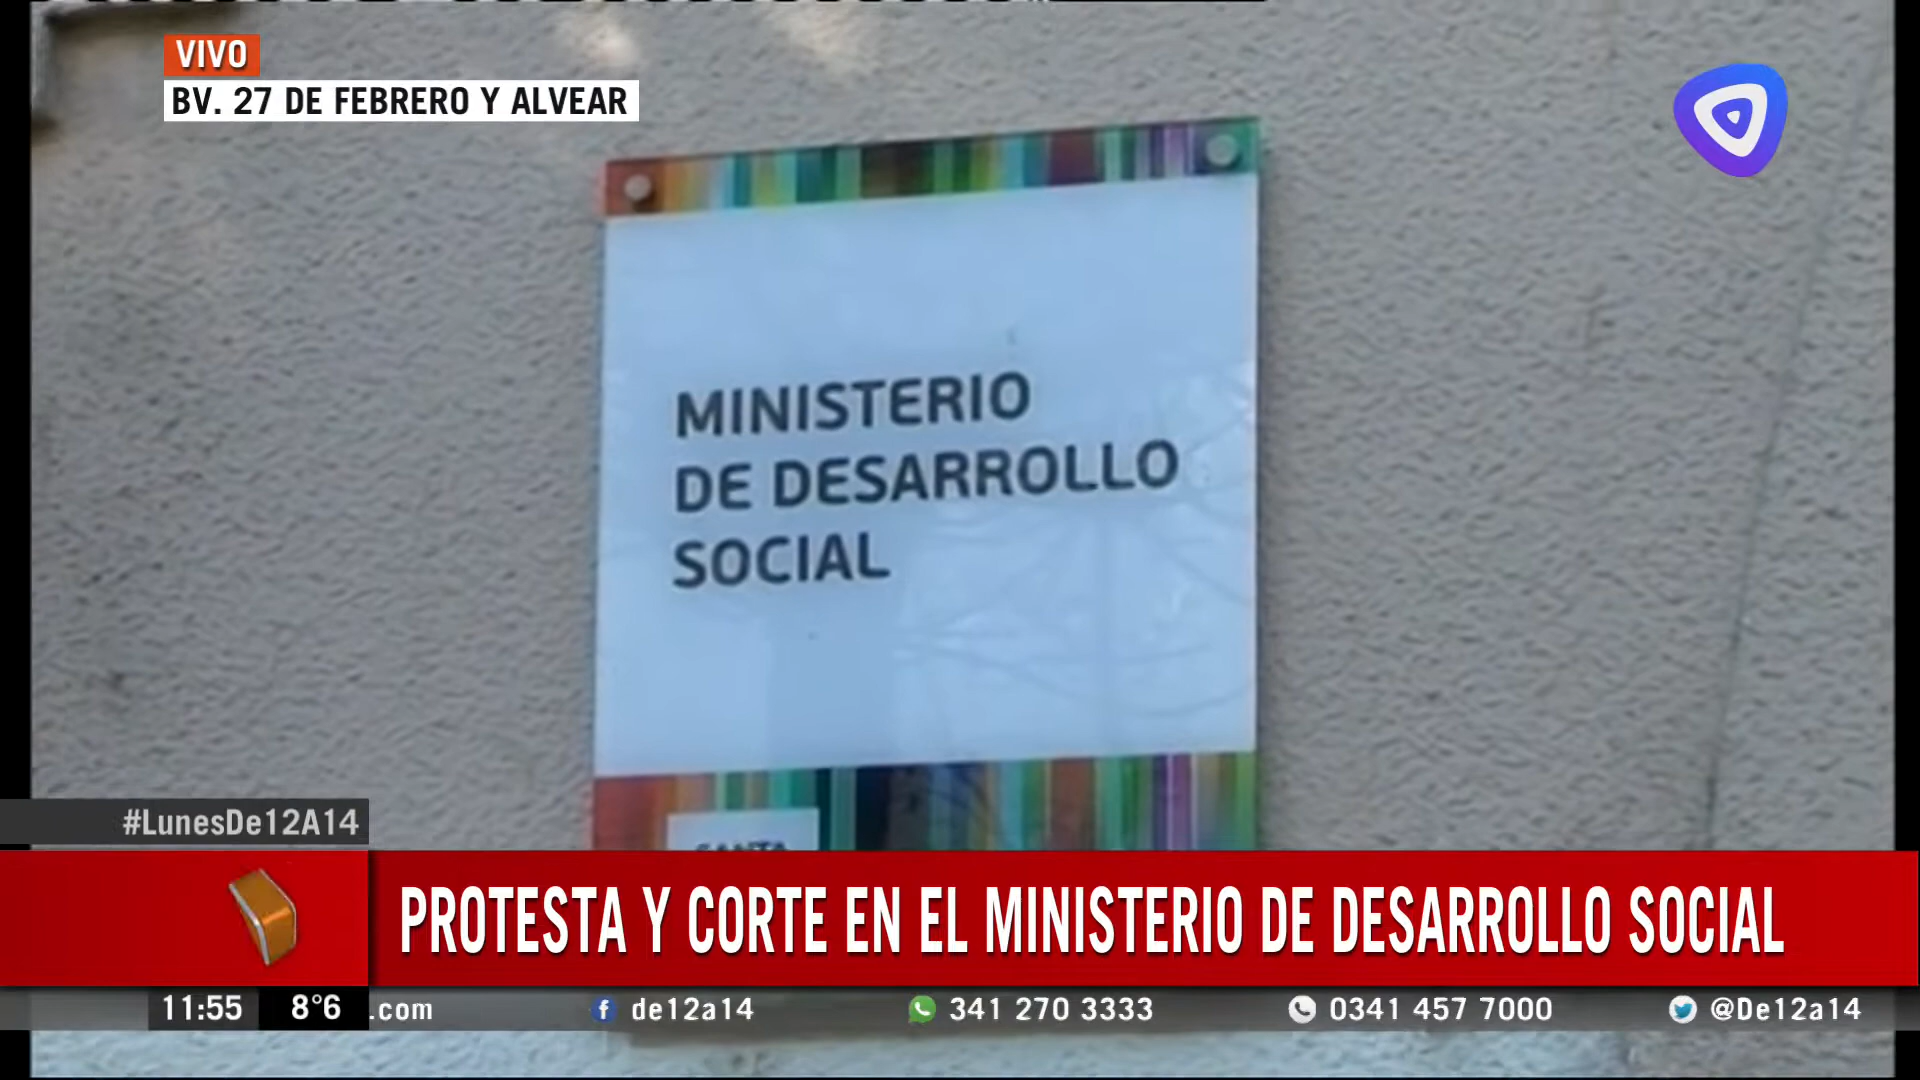 VIVO
BV. 27 DE FEBRERO Y ALVEAR
MINISTERIO
DE DESARROLLO
SOCIAL
SANTA
#LunesDe12A14
PROTESTA Y CORTE EN EL MINISTERIO DE DESARROLLO SOCIAL
11:55 8°6 .com de12a14 341 270 3333 0341 457 7000 @De12a14